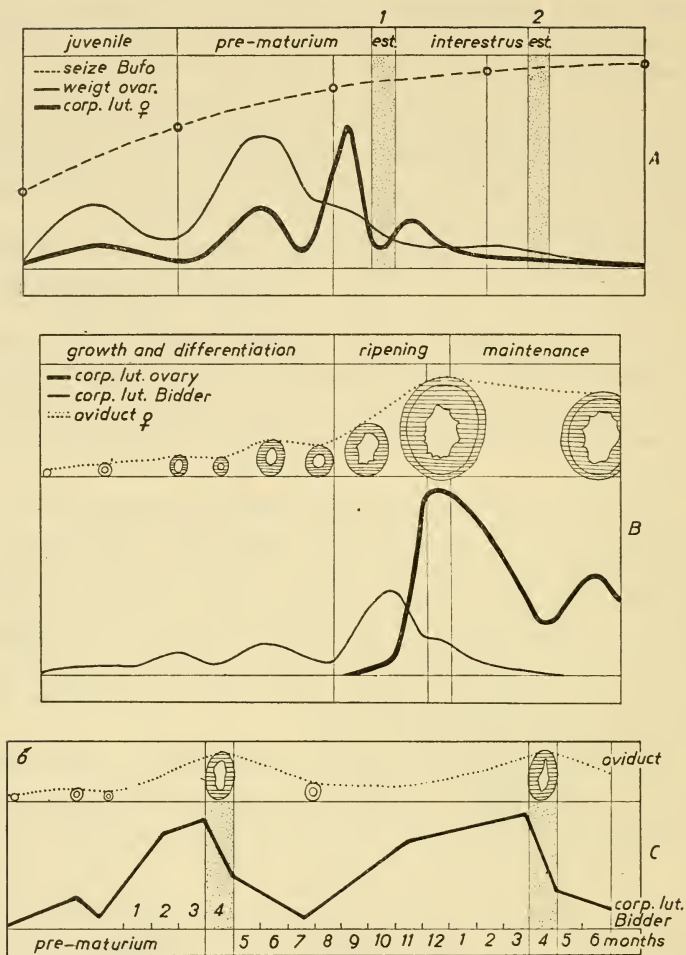 1 2
juvenile pre-maturium est. interestrus est.
seize Bufo
weigt ovar.
corp. lut. ♀
A
growth and differentiation ripening maintenance
corp. lut. ovary
corp. lut. Bidder
oviduct ♀
B
oviduct
C
corp. lut.
Bidder
1 2 3 4
5 6 7 8 9 10 11 12 1 2 3 4 5 6 months
pre-maturium